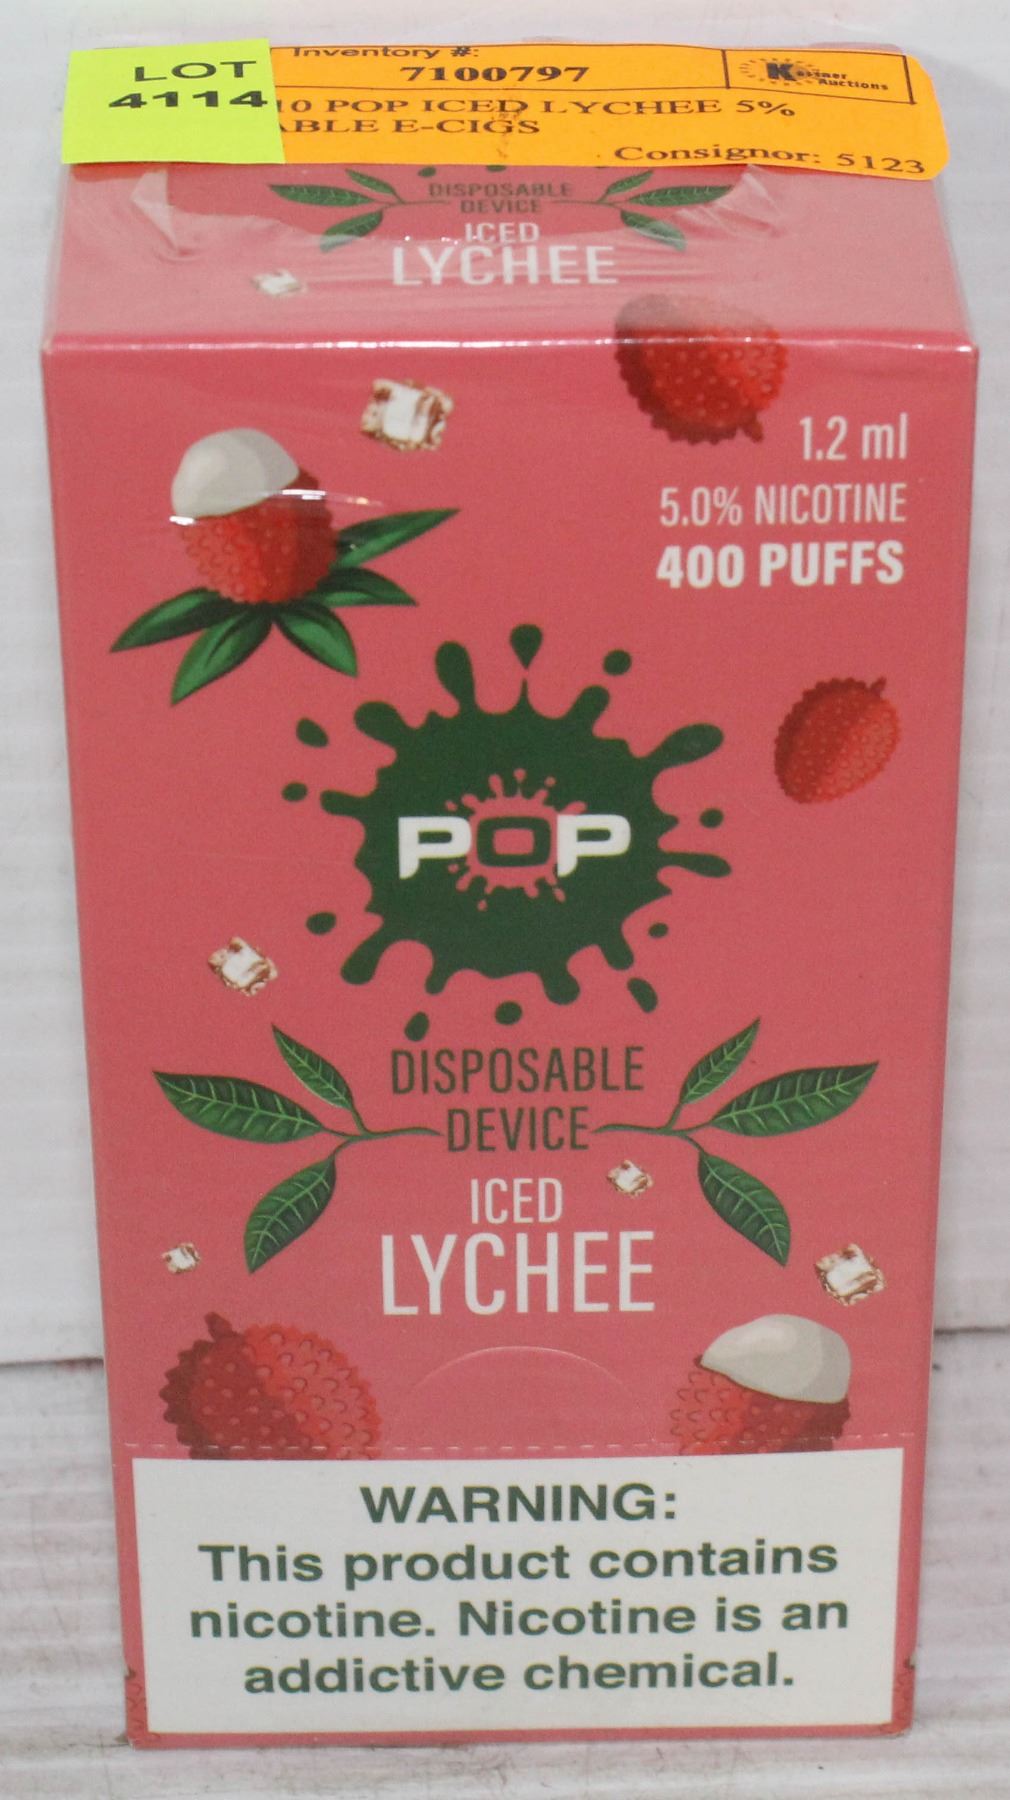 LOT
4114
Inventory #:
7100797
Kastner
Auctions
10 POP ICED LYCHEE 5%
ABLE E-CIGS
Consignor: 5123
DISPOSABLE
DEVICE
ICED
LYCHEE
1.2 ml
5.0% NICOTINE
400 PUFFS
POP
DISPOSABLE
DEVICE
ICED
LYCHEE
WARNING:
This product contains
nicotine. Nicotine is an
addictive chemical.